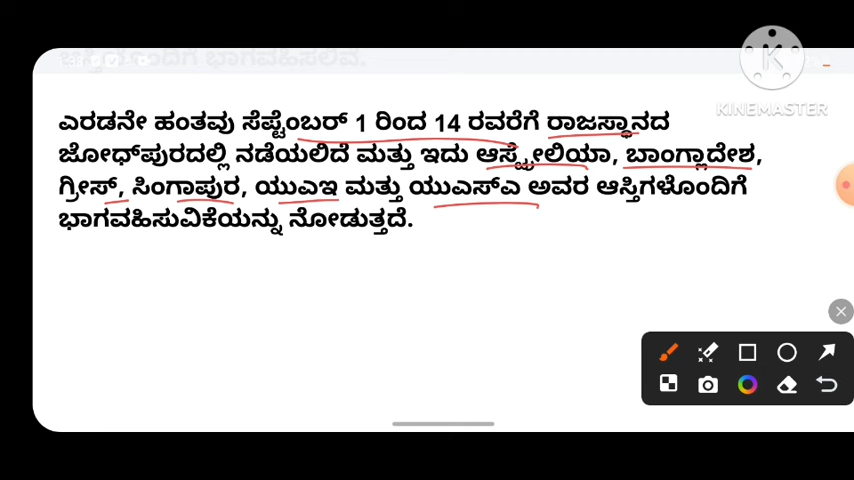 KINEMASTER
ಎರಡನೇ ಹಂತವು ಸೆಪ್ಟೆಂಬರ್ 1 ರಿಂದ 14 ರವರೆಗೆ ರಾಜಸ್ಥಾನದ
ಜೋಧ್‌ಪುರದಲ್ಲಿ ನಡೆಯಲಿದೆ ಮತ್ತು ಇದು ಆಸ್ಟ್ರೇಲಿಯಾ, ಬಾಂಗ್ಲಾದೇಶ,
ಗ್ರೀಸ್, ಸಿಂಗಾಪುರ, ಯುಎಇ ಮತ್ತು ಯುಎಸ್ಎ ಅವರ ಆಸ್ತಿಗಳೊಂದಿಗೆ
ಭಾಗವಹಿಸುವಿಕೆಯನ್ನು ನೋಡುತ್ತದೆ.